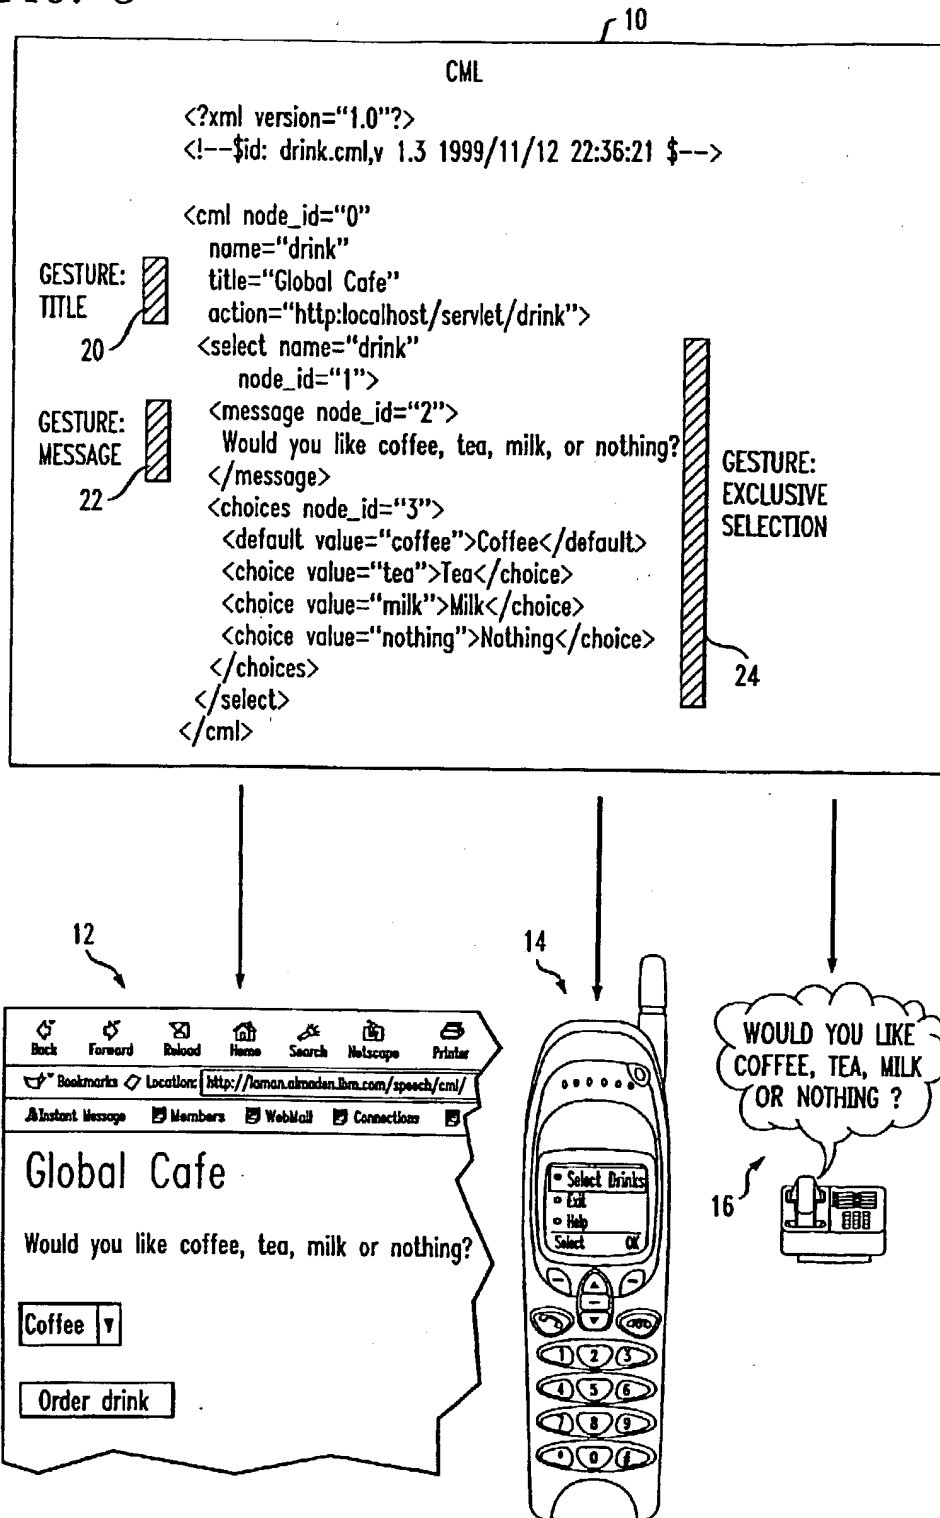 10
CML
<?xml version="1.0"?>
<!--$id: drink.cml,v 1.3 1999/11/12 22:36:21 $-->
<cml node_id="0"
name="drink"
title="Global Cafe"
action="http:localhost/servlet/drink">
<select name="drink"
node_id="1">
<message node_id="2">
Would you like coffee, tea, milk, or nothing?
</message>
<choices node_id="3">
<default value="coffee">Coffee</default>
<choice value="tea">Tea</choice>
<choice value="milk">Milk</choice>
<choice value="nothing">Nothing</choice>
</choices>
</select>
</cml>
GESTURE:
TITLE
20
GESTURE:
MESSAGE
22
GESTURE:
EXCLUSIVE
SELECTION
24
12
Back Forward Reload Home Search Netscape Printer
Bookmarks Location: http://laman.almaden.ibm.com/speech/cml/
Instant Message Members WebMail Connections
Global Cafe
Would you like coffee, tea, milk or nothing?
Coffee
Order drink
14
Select Drinks
Exit
Help
Select OK
1 2 3
4 5 6
7 8 9
* 0 #
WOULD YOU LIKE
COFFEE, TEA, MILK
OR NOTHING ?
16